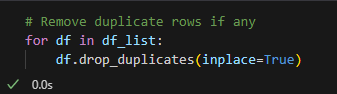 # Remove duplicate rows if any
for df in df_list:
    df.drop_duplicates(inplace=True)
0.0s